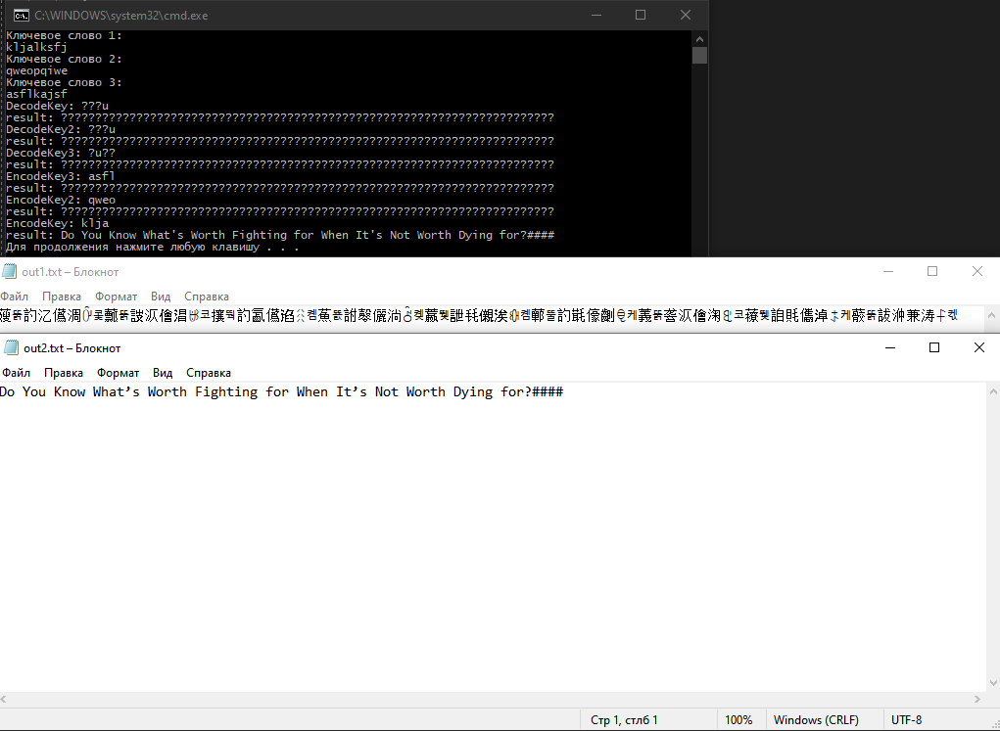 C:\WINDOWS\system32\cmd.exe
Ключевое слово 1:
kljalksfj
Ключевое слово 2:
qweopqiwe
Ключевое слово 3:
asflkajsf
DecodeKey: ???u
result: ????????????????????????????????????????????????????????????????????????
DecodeKey2: ???u
result: ????????????????????????????????????????????????????????????????????????
DecodeKey3: ?u??
result: ????????????????????????????????????????????????????????????????????????
EncodeKey3: asfl
result: ????????????????????????????????????????????????????????????????????????
EncodeKey2: qweo
result: ????????????????????????????????????????????????????????????????????????
EncodeKey: klja
result: Do You Know What's Worth Fighting for When It's Not Worth Dying for?####
Для продолжения нажмите любую клавишу . . .
out1.txt – Блокнот
Файл Правка Формат Вид Справка
out2.txt – Блокнот
Файл Правка Формат Вид Справка
Do You Know What’s Worth Fighting for When It’s Not Worth Dying for?####
Стр 1, стлб 1 100% Windows (CRLF) UTF-8